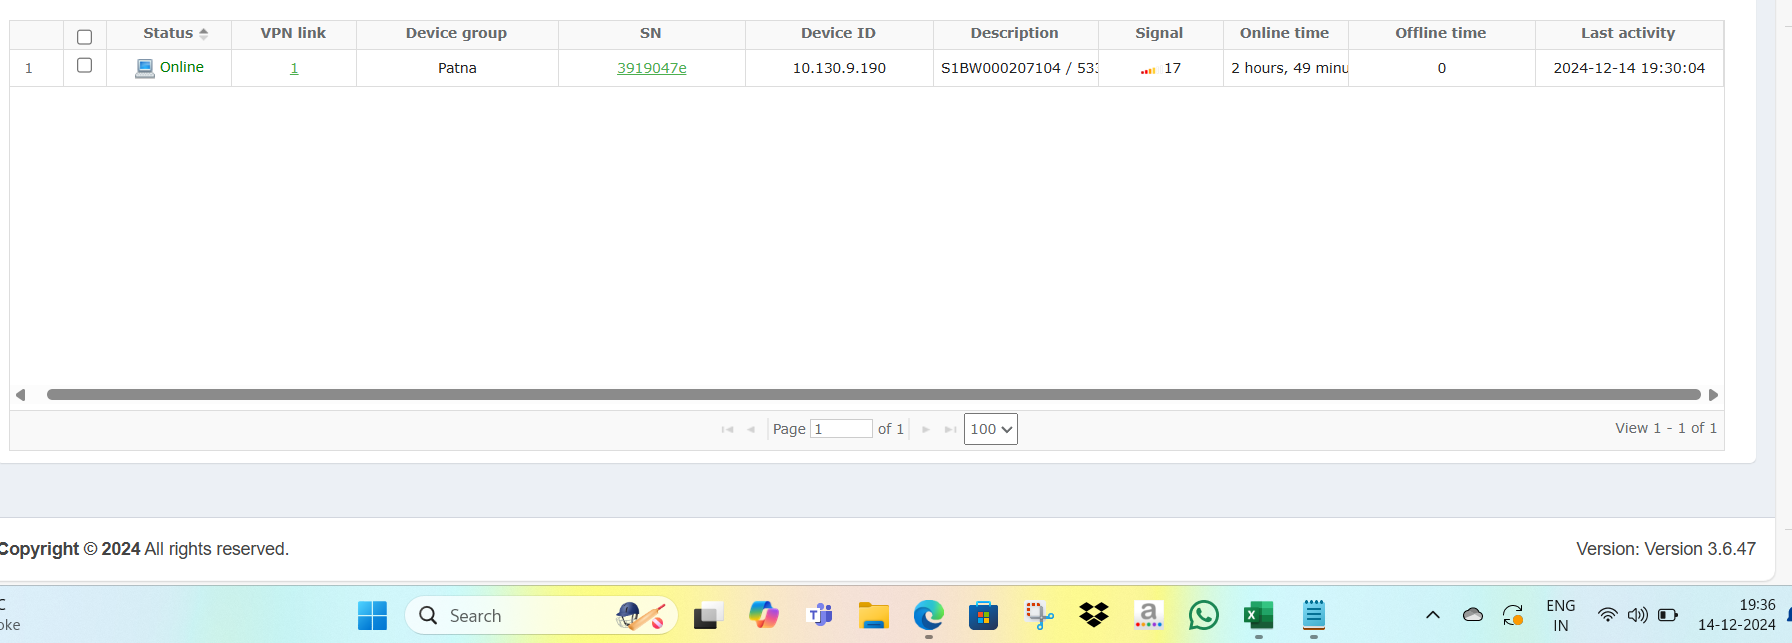 Status VPN link Device group SN Device ID Description Signal Online time Offline time Last activity
1 Online 1 Patna 3919047e 10.130.9.190 S1BW000207104 / 533 17 2 hours, 49 minu 0 2024-12-14 19:30:04
Page 1 of 1 100 View 1 - 1 of 1
Copyright © 2024 All rights reserved. Version: Version 3.6.47
C
oke
Search
ENG
IN
19:36
14-12-2024